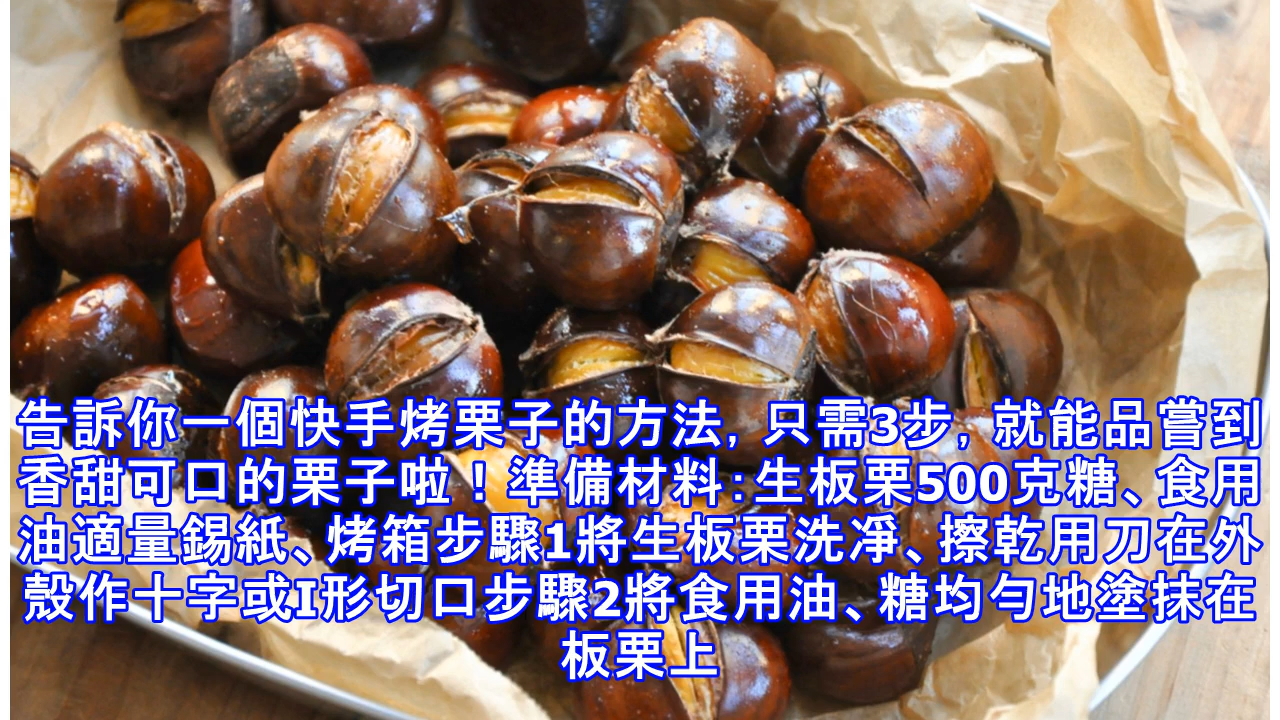 告訴你一個快手烤栗子的方法, 只需3步, 就能品嘗到
香甜可口的栗子啦！準備材料:生板栗500克糖、食用
油適量錫紙、烤箱步驟1將生板栗洗凈、擦乾用刀在外
殼作十字或I形切口步驟2將食用油、糖均勻地塗抹在
板栗上